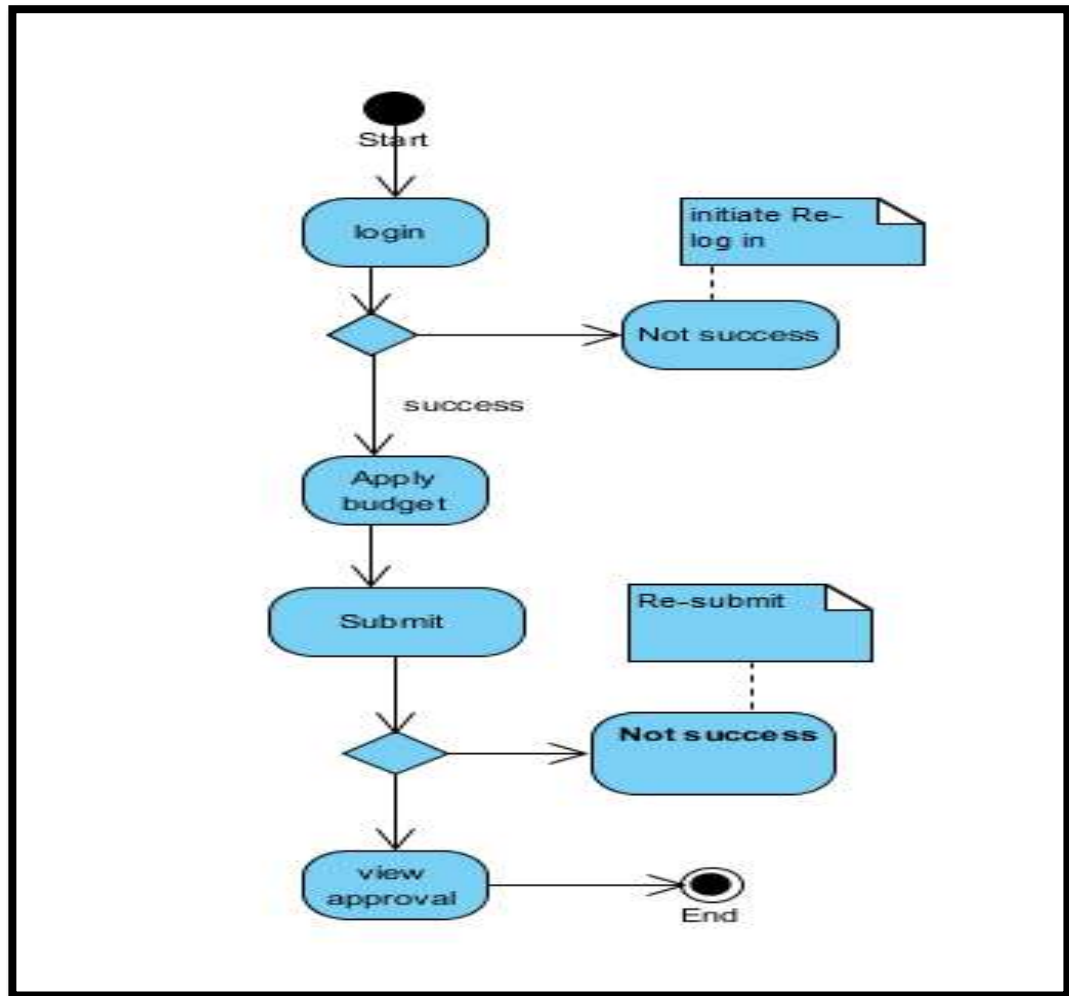 Start
login
initiate Re-
log in
Not success
success
Apply
budget
Submit
Re-submit
Not success
view
approval
End